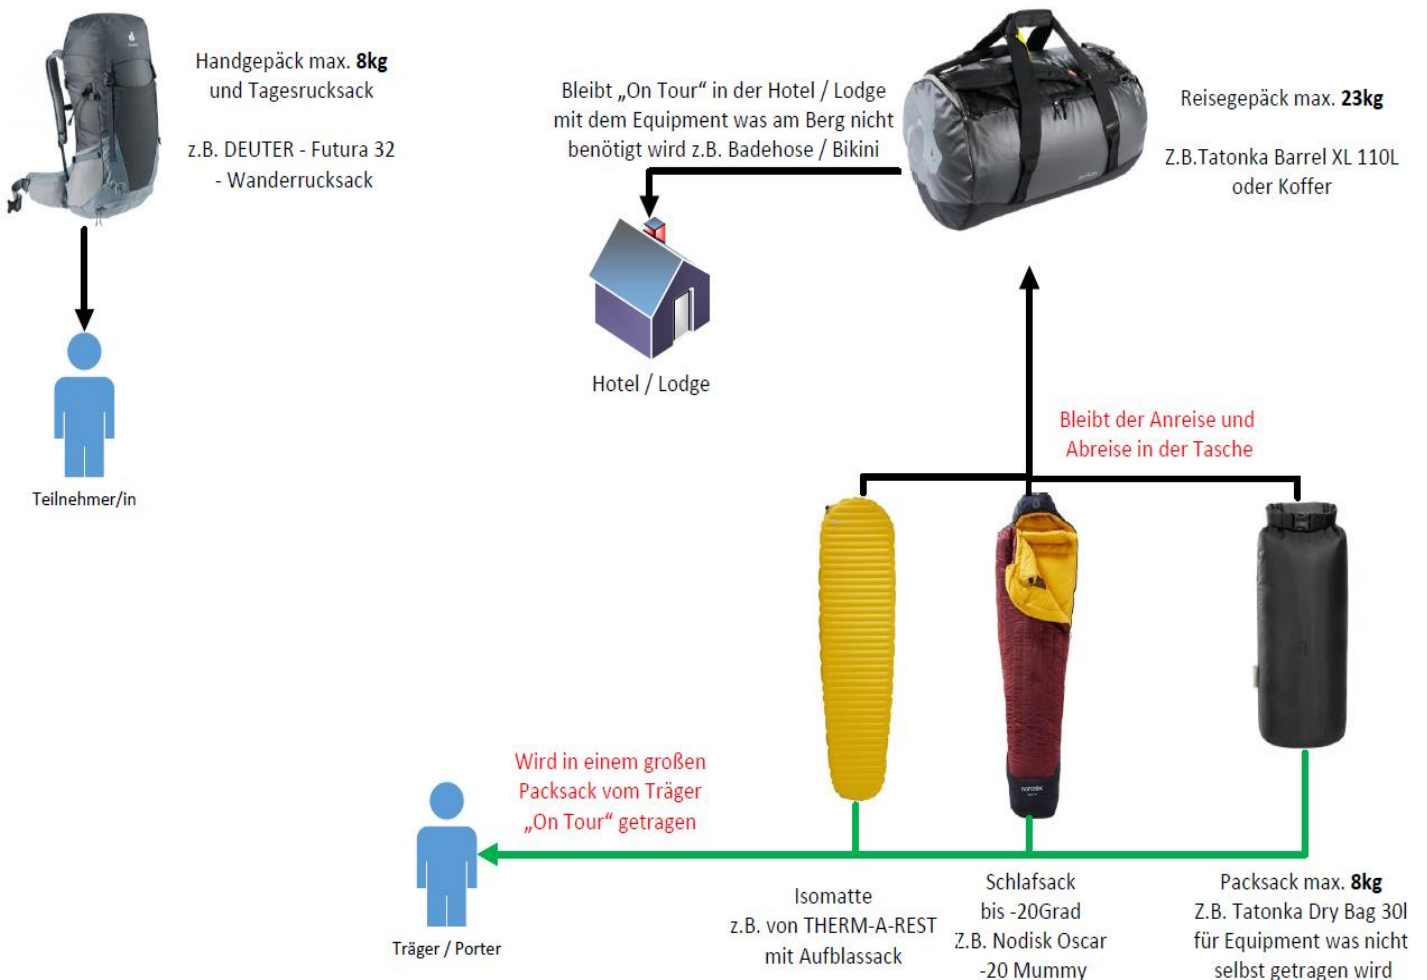 Handgepäck max. 8kg
und Tagesrucksack
z.B. DEUTER - Futura 32
- Wanderrucksack
Teilnehmer/in
Bleibt „On Tour“ in der Hotel / Lodge
mit dem Equipment was am Berg nicht
benötigt wird z.B. Badehose / Bikini
Hotel / Lodge
Reisegepäck max. 23kg
Z.B.Tatonka Barrel XL 110L
oder Koffer
Bleibt der Anreise und
Abreise in der Tasche
Wird in einem großen
Packsack vom Träger
„On Tour“ getragen
Träger / Porter
Isomatte
z.B. von THERM-A-REST
mit Aufblassack
Schlafsack
bis -20Grad
Z.B. Nodisk Oscar
-20 Mummy
Packsack max. 8kg
Z.B. Tatonka Dry Bag 30l
für Equipment was nicht
selbst getragen wird